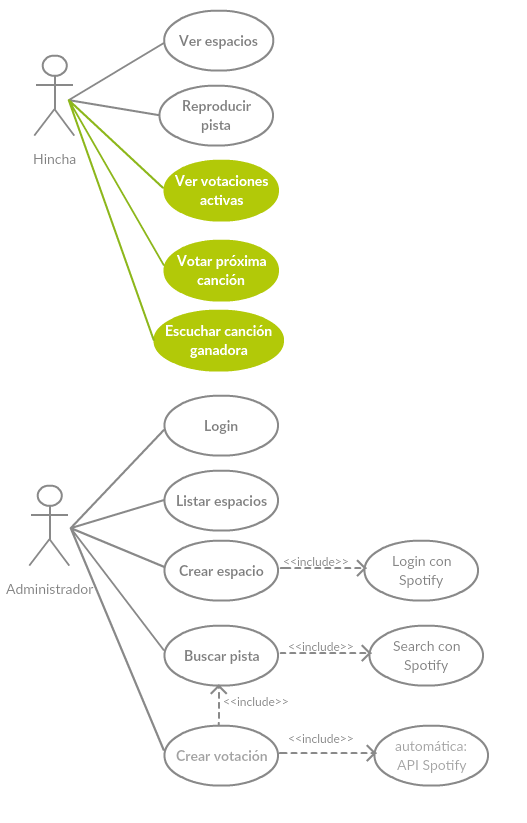 Ver espacios
Reproducir
pista
Hincha
Ver votaciones
activas
Votar próxima
canción
Escuchar canción
ganadora
Login
Listar espacios
Crear espacio
<<include>>
Login con
Spotify
Administrador
Buscar pista
<<include>>
Search con
Spotify
<<include>>
Crear votación
<<include>>
automática:
API Spotify